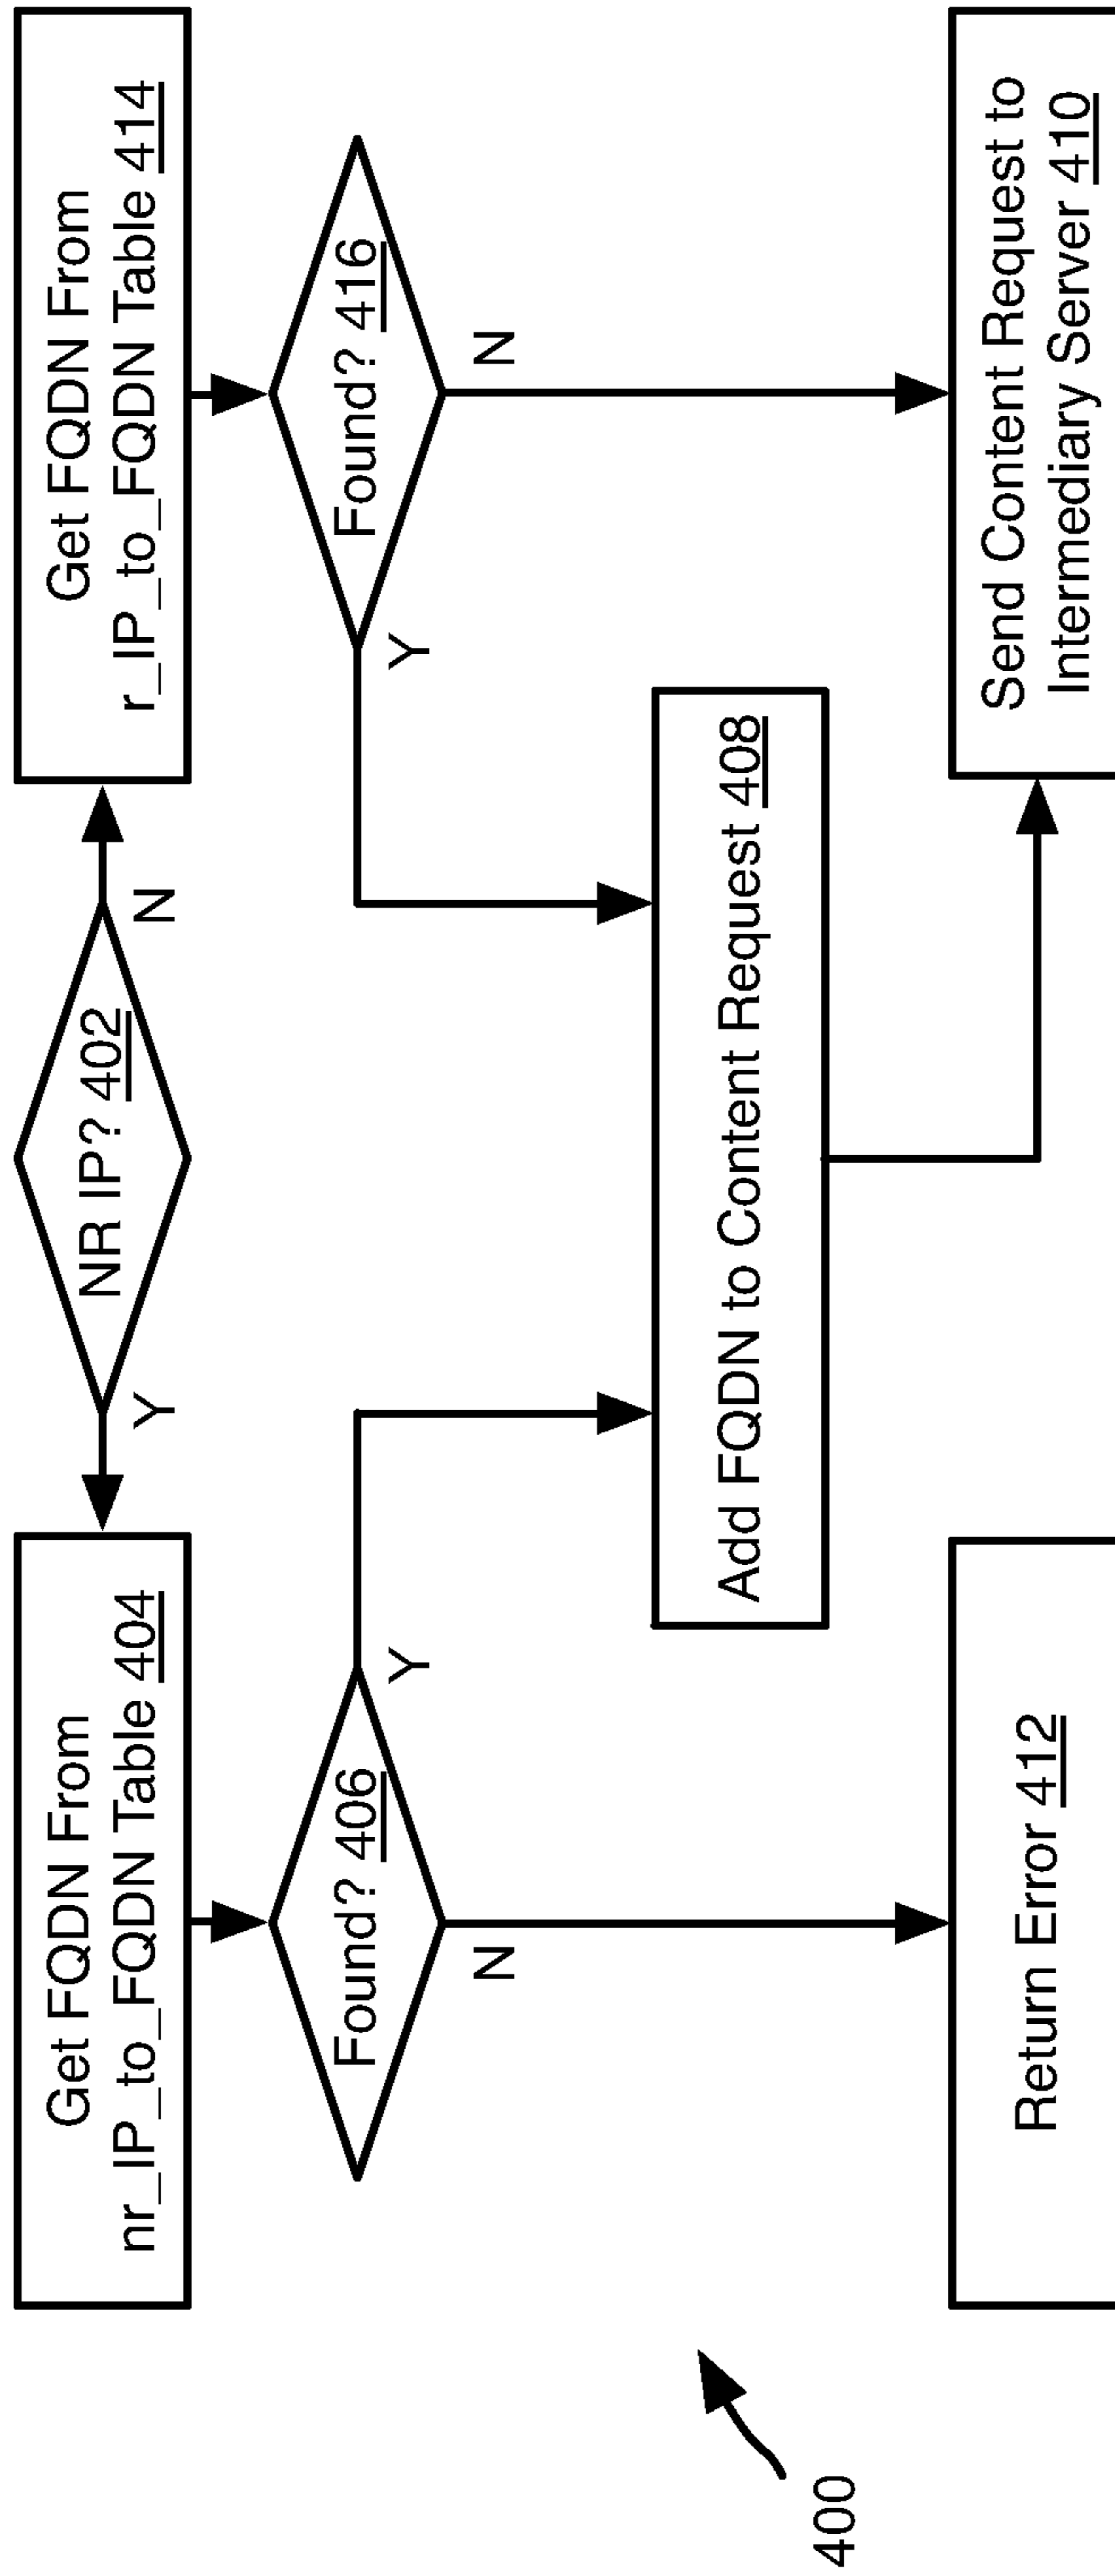 NR IP? 402
Y
N
Get FQDN From
nr_IP_to_FQDN Table 404
Get FQDN From
r_IP_to_FQDN Table 414
Found? 406
Y
N
Found? 416
Y
N
Add FQDN to Content Request 408
Return Error 412
Send Content Request to
Intermediary Server 410
400